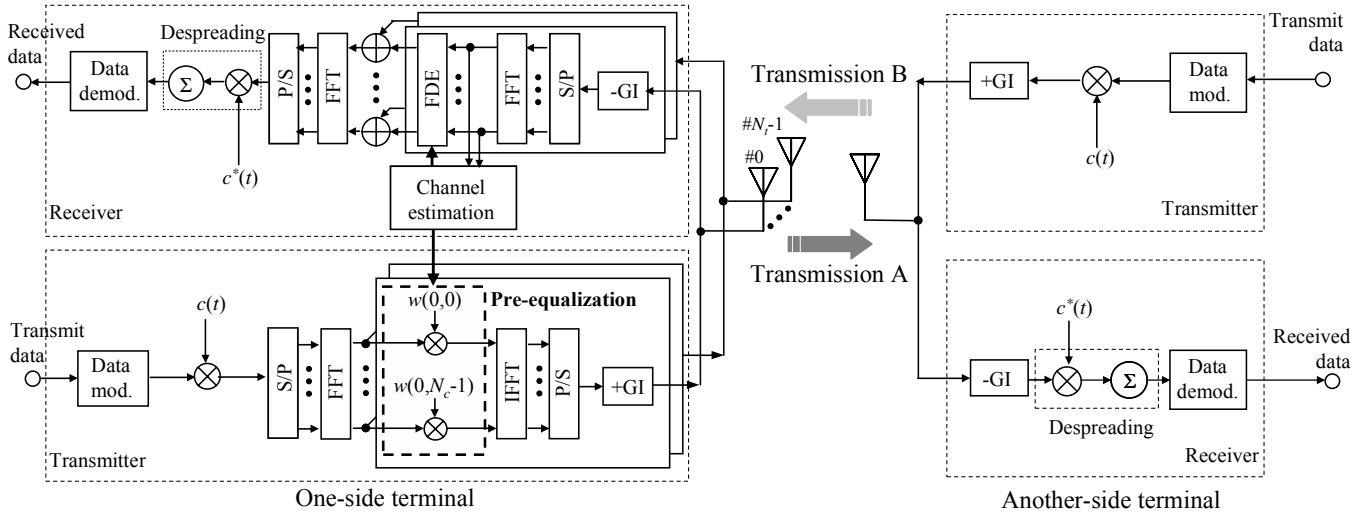 Received
data
Despreading
Data
demod.
Σ
c*(t)
P/S
FFT
FDE
FFT
S/P
-GI
Channel
estimation
Receiver
Transmission B
#Nt-1
#0
Transmission A
Transmit
data
Data
mod.
+GI
c(t)
Transmitter
Transmit
data
Data
mod.
c(t)
S/P
FFT
w(0,0)
Pre-equalization
w(0,Nc-1)
IFFT
P/S
+GI
Transmitter
One-side terminal
-GI
c*(t)
Σ
Despreading
Data
demod.
Received
data
Receiver
Another-side terminal